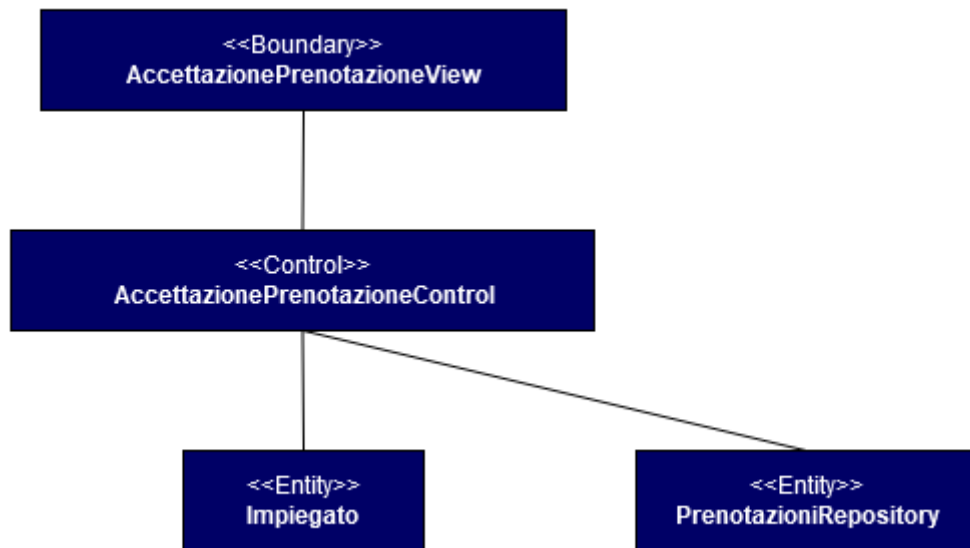 <<Boundary>>
AccettazionePrenotazioneView
<<Control>>
AccettazionePrenotazioneControl
<<Entity>>
Impiegato
<<Entity>>
PrenotazioniRepository